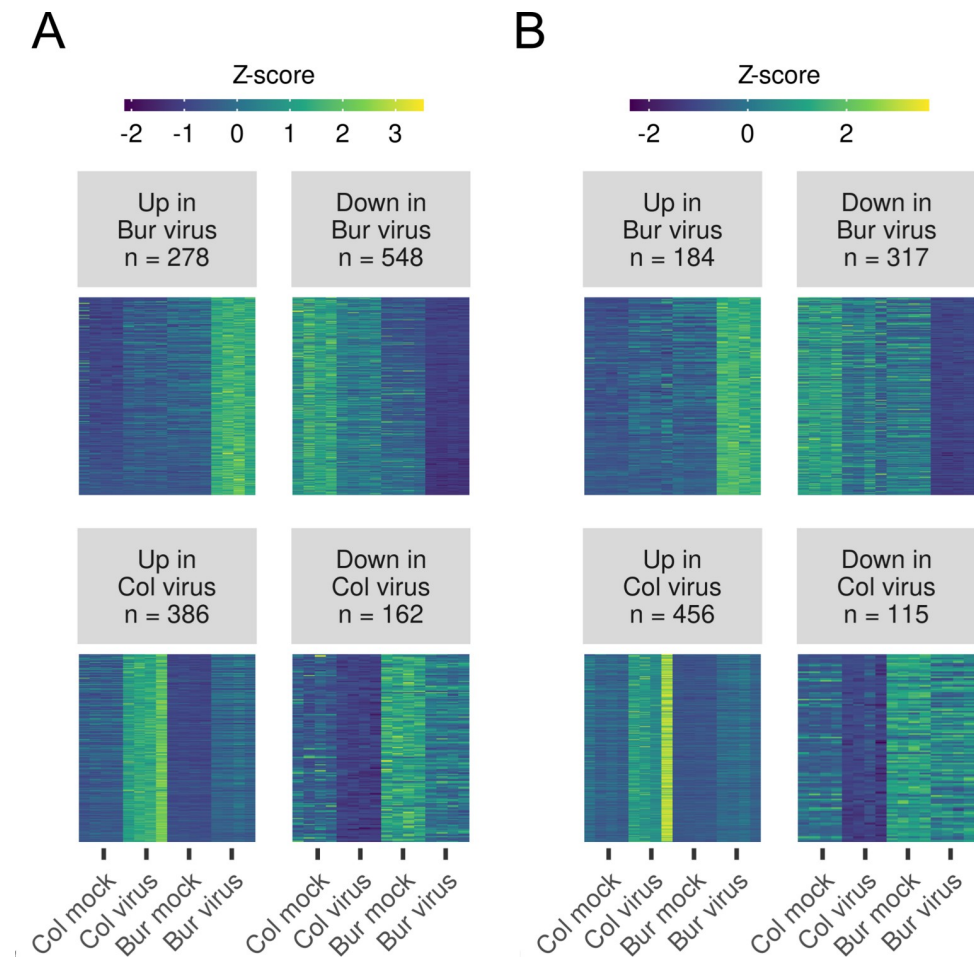 A
B
Z-score
-2 -1 0 1 2 3
Z-score
-2 0 2
Up in
Bur virus
n = 278
Down in
Bur virus
n = 548
Up in
Bur virus
n = 184
Down in
Bur virus
n = 317
Up in
Col virus
n = 386
Down in
Col virus
n = 162
Up in
Col virus
n = 456
Down in
Col virus
n = 115
Col mock
Col virus
Bur mock
Bur virus
Col mock
Col virus
Bur mock
Bur virus
Col mock
Col virus
Bur mock
Bur virus
Col mock
Col virus
Bur mock
Bur virus